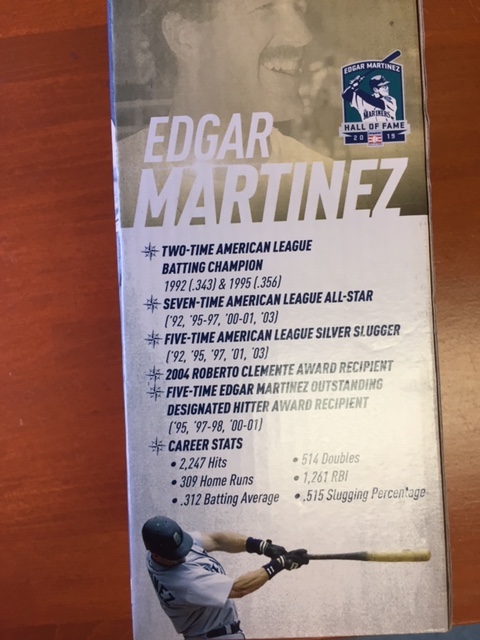 EDGAR MARTINEZ
MARINERS
HALL OF FAME
2019
EDGAR
MARTINEZ
TWO-TIME AMERICAN LEAGUE
BATTING CHAMPION
1992 (.343) & 1995 (.356)
SEVEN-TIME AMERICAN LEAGUE ALL-STAR
('92, '95-97, '00-01, '03)
FIVE-TIME AMERICAN LEAGUE SILVER SLUGGER
('92, '95, '97, '01, '03)
2004 ROBERTO CLEMENTE AWARD RECIPIENT
FIVE-TIME EDGAR MARTINEZ OUTSTANDING
DESIGNATED HITTER AWARD RECIPIENT
('95, '97-98, '00-01)
CAREER STATS
• 2,247 Hits
• 309 Home Runs
• .312 Batting Average
• 514 Doubles
• 1,261 RBI
• .515 Slugging Percentage